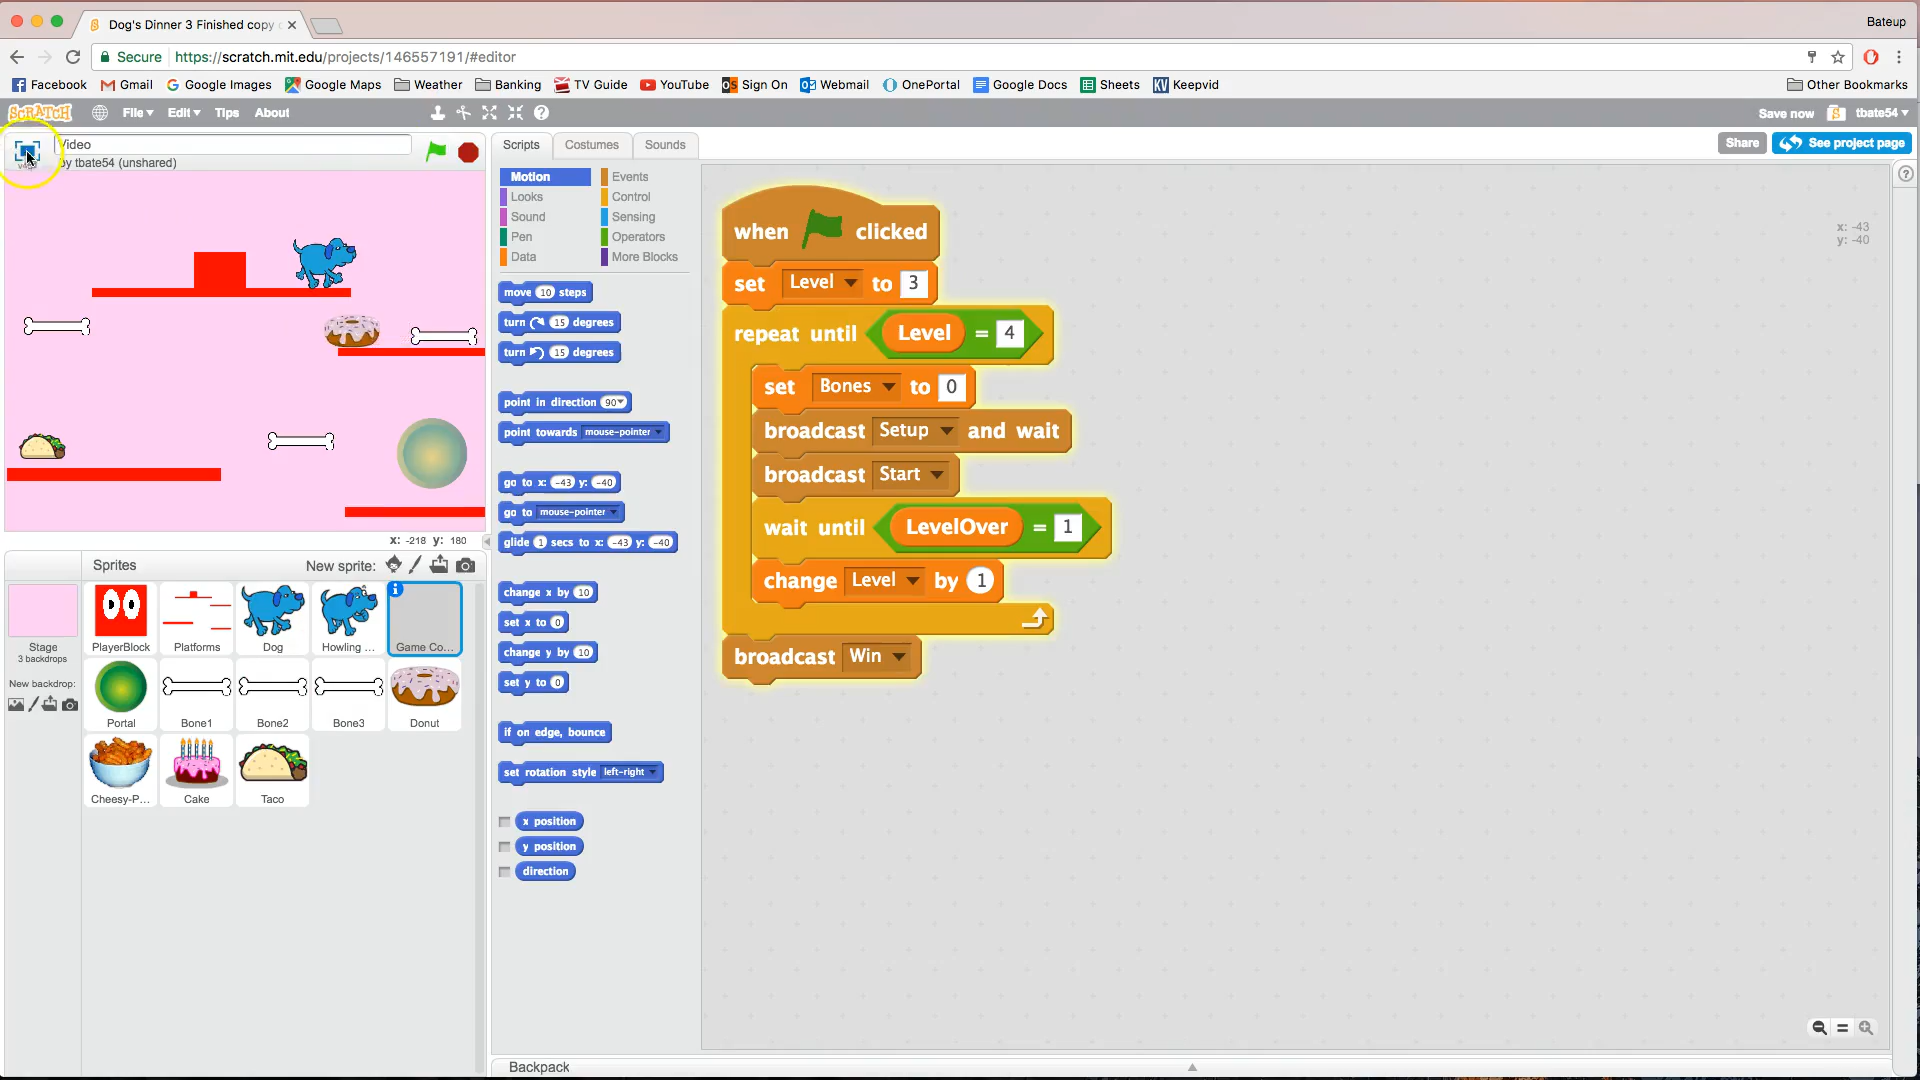 Dog's Dinner 3 Finished copy
Bateup
Secure https://scratch.mit.edu/projects/146557191/#editor
Facebook Gmail Google Images Google Maps Weather Banking TV Guide YouTube Sign On Webmail OnePortal Google Docs Sheets Keepvid Other Bookmarks
SCRATCH File Edit Tips About Save now tbate54
Video
by tbate54 (unshared)
Scripts Costumes Sounds
Share See project page
Motion Events
Looks Control
Sound Sensing
Pen Operators
Data More Blocks
x: -43
y: -40
move 10 steps
turn 15 degrees
turn 15 degrees
point in direction 90
point towards mouse-pointer
go to x: -43 y: -40
go to mouse-pointer
glide 1 secs to x: -43 y: -40
change x by 10
set x to 0
change y by 10
set y to 0
if on edge, bounce
set rotation style left-right
x position
y position
direction
when clicked
set Level to 3
repeat until Level = 4
set Bones to 0
broadcast Setup and wait
broadcast Start
wait until LevelOver = 1
change Level by 1
broadcast Win
x: -218 y: 180
Sprites New sprite:
Stage
3 backdrops
New backdrop:
PlayerBlock Platforms Dog Howling ... Game Co...
Portal Bone1 Bone2 Bone3 Donut
Cheesy-P... Cake Taco
Backpack